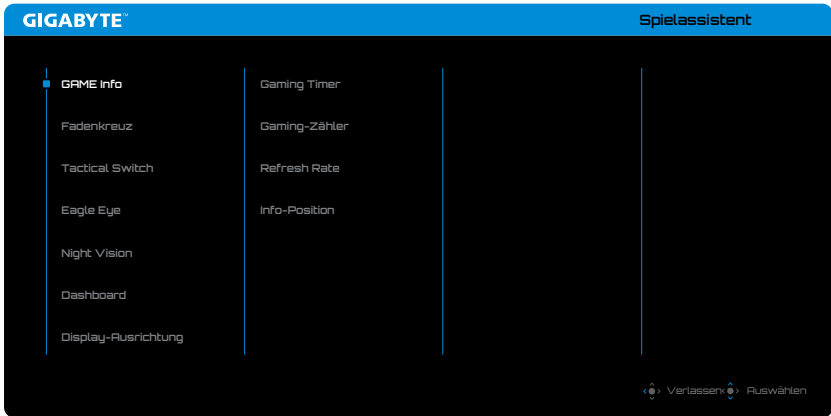 GIGABYTE™
Spielassistent
GAME Info
Fadenkreuz
Tactical Switch
Eagle Eye
Night Vision
Dashboard
Display-Ausrichtung
Gaming Timer
Gaming-Zähler
Refresh Rate
Info-Position
Verlassen
Auswählen